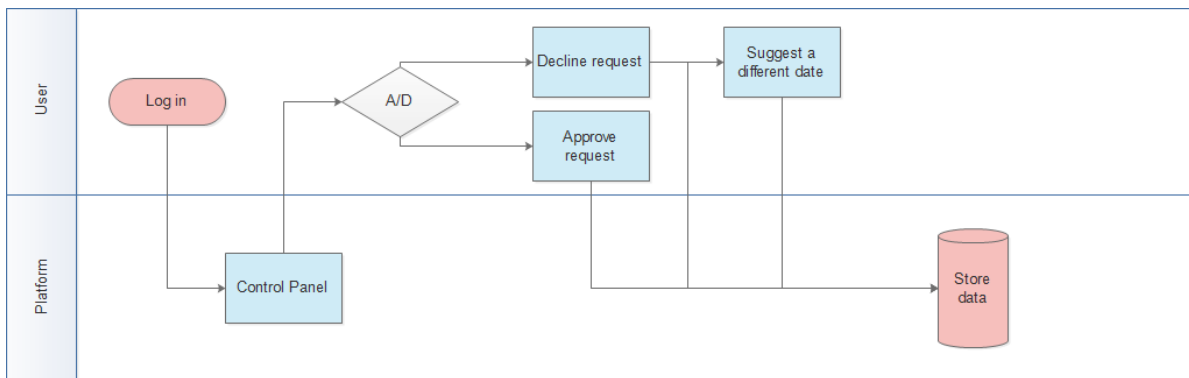 User
Log in
A/D
Decline request
Approve
request
Suggest a
different date
Platform
Control Panel
Store
data